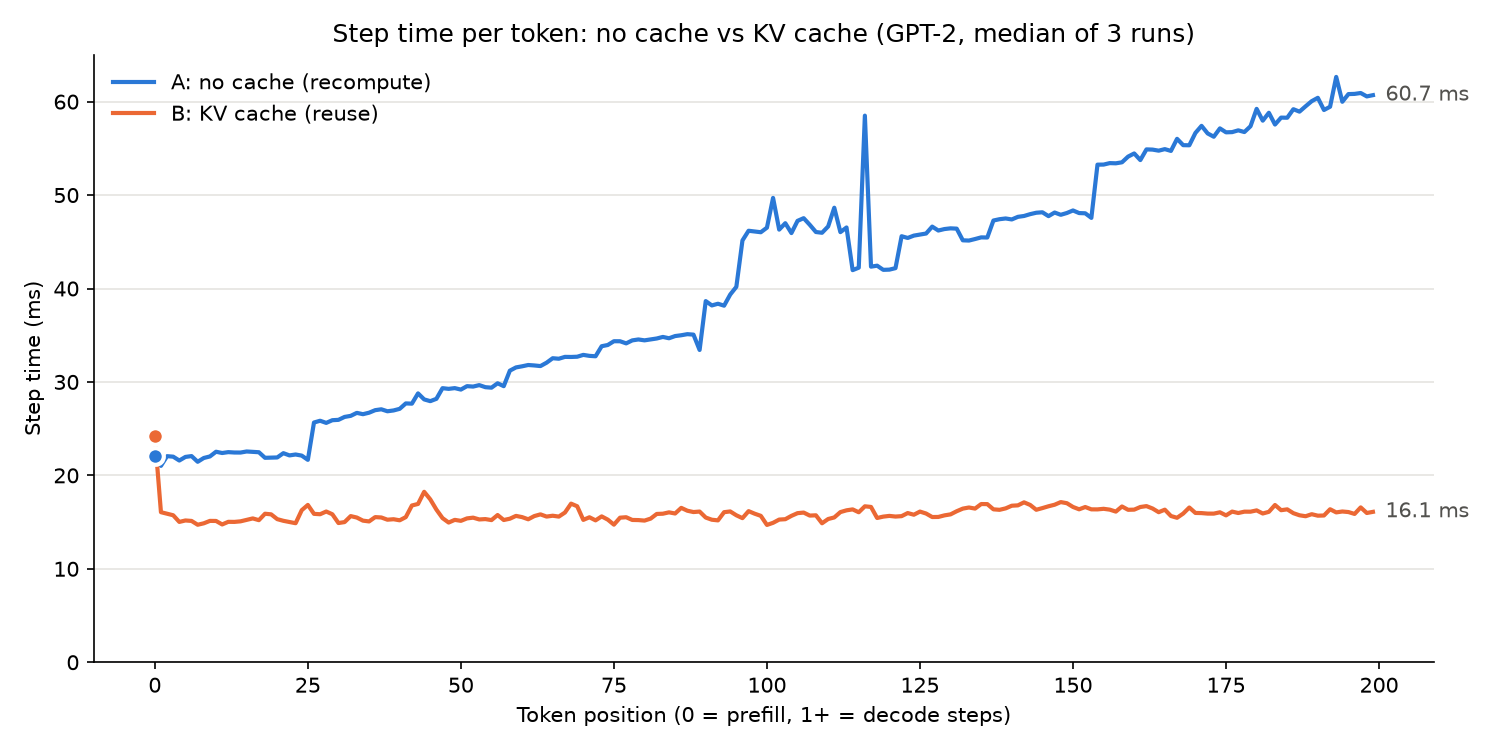 Step time per token: no cache vs KV cache (GPT-2, median of 3 runs)
A: no cache (recompute)
B: KV cache (reuse)
60.7 ms
16.1 ms
Step time (ms)
60
50
40
30
20
10
0
0 25 50 75 100 125 150 175 200
Token position (0 = prefill, 1+ = decode steps)